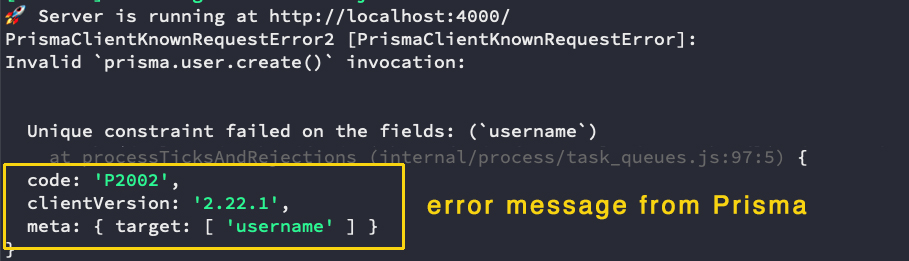 🚀 Server is running at http://localhost:4000/
PrismaClientKnownRequestError2 [PrismaClientKnownRequestError]:
Invalid `prisma.user.create()` invocation:
Unique constraint failed on the fields: (`username`)
at processTicksAndRejections (internal/process/task_queues.js:97:5) {
code: 'P2002',
clientVersion: '2.22.1',
meta: { target: [ 'username' ] }
}
error message from Prisma